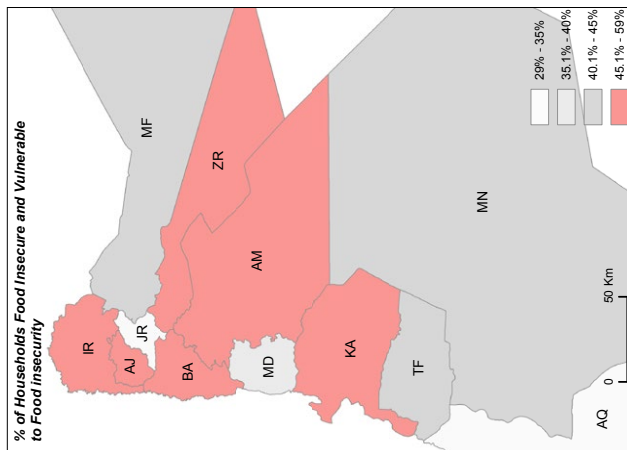 % of Households Food Insecure and Vulnerable
to Food insecurity
MF
IR
JR
AJ
ZR
BA
AM
MD
KA
MN
TF
AQ
0 50 Km
29% - 35%
35.1% - 40%
40.1% - 45%
45.1% - 59%